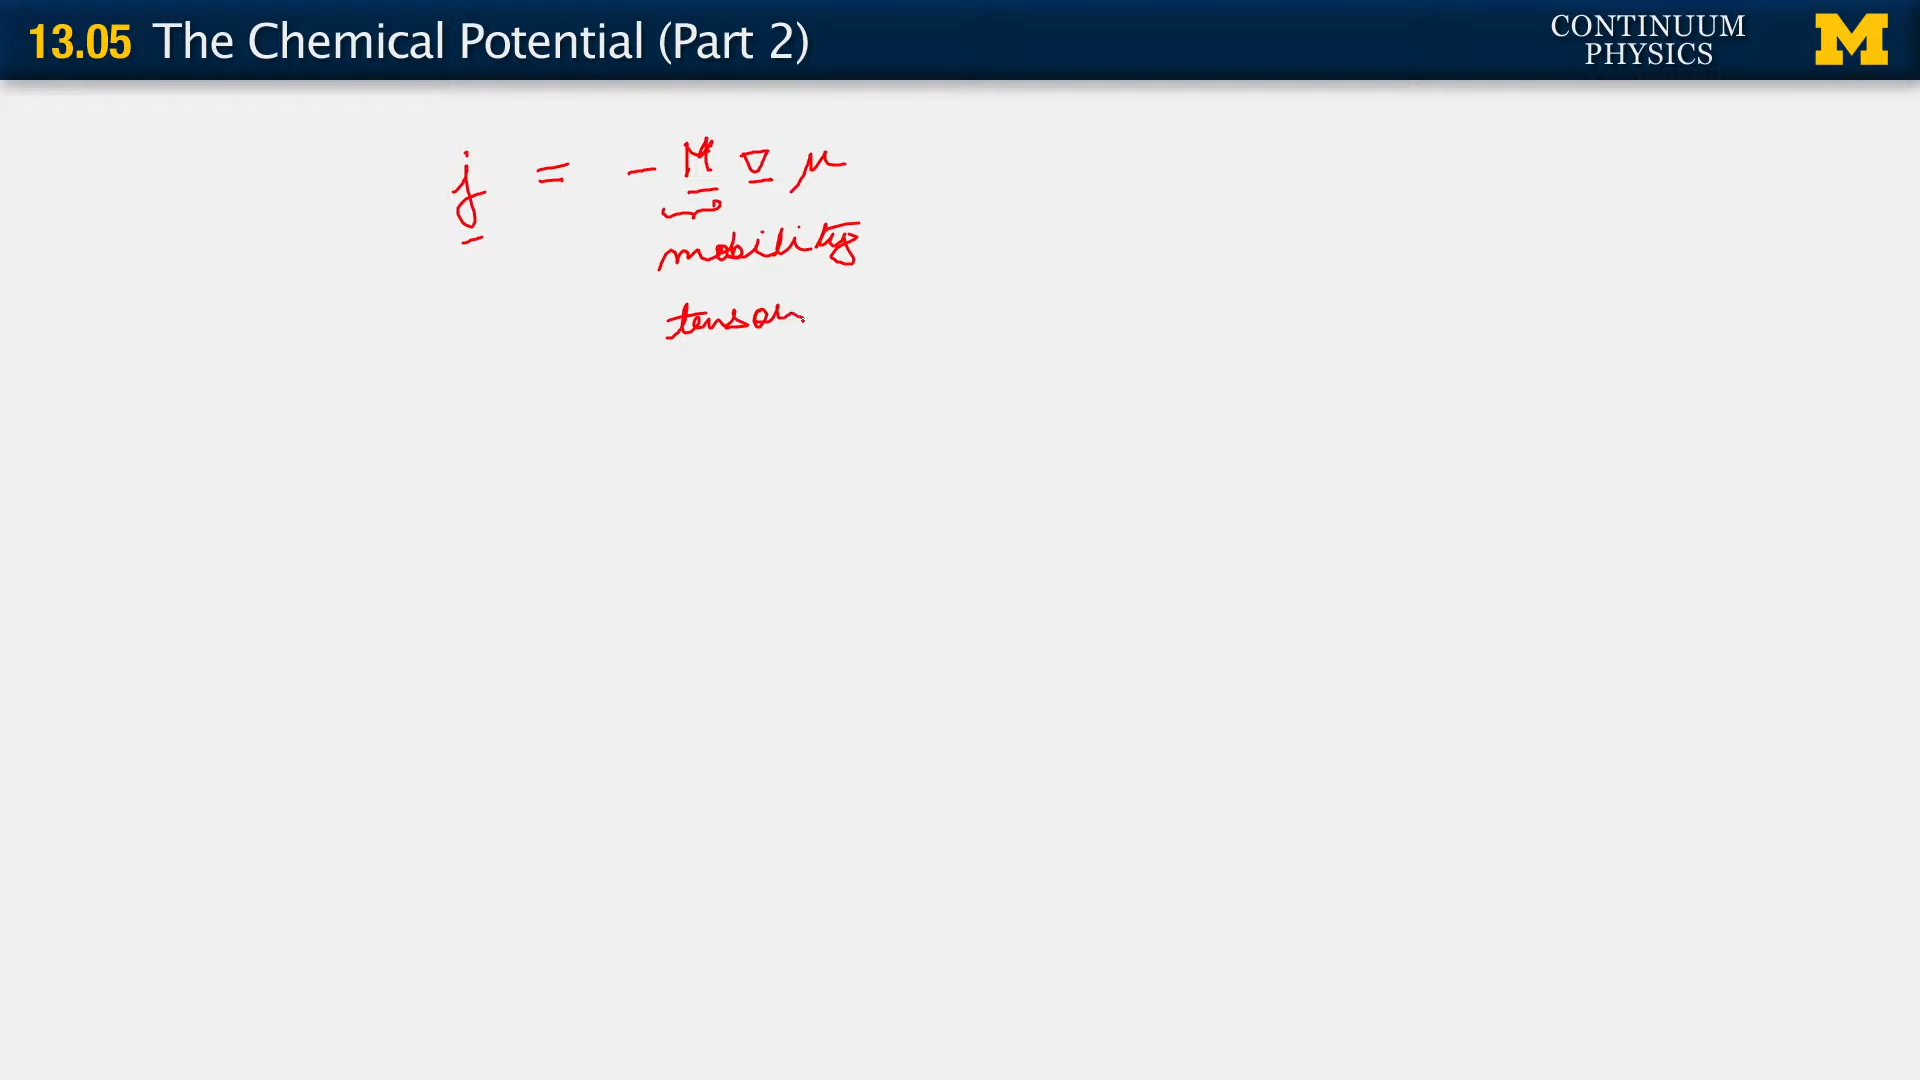 13.05 The Chemical Potential (Part 2)
CONTINUUM
PHYSICS
M
j = - M ∇ μ
mobility
tensor